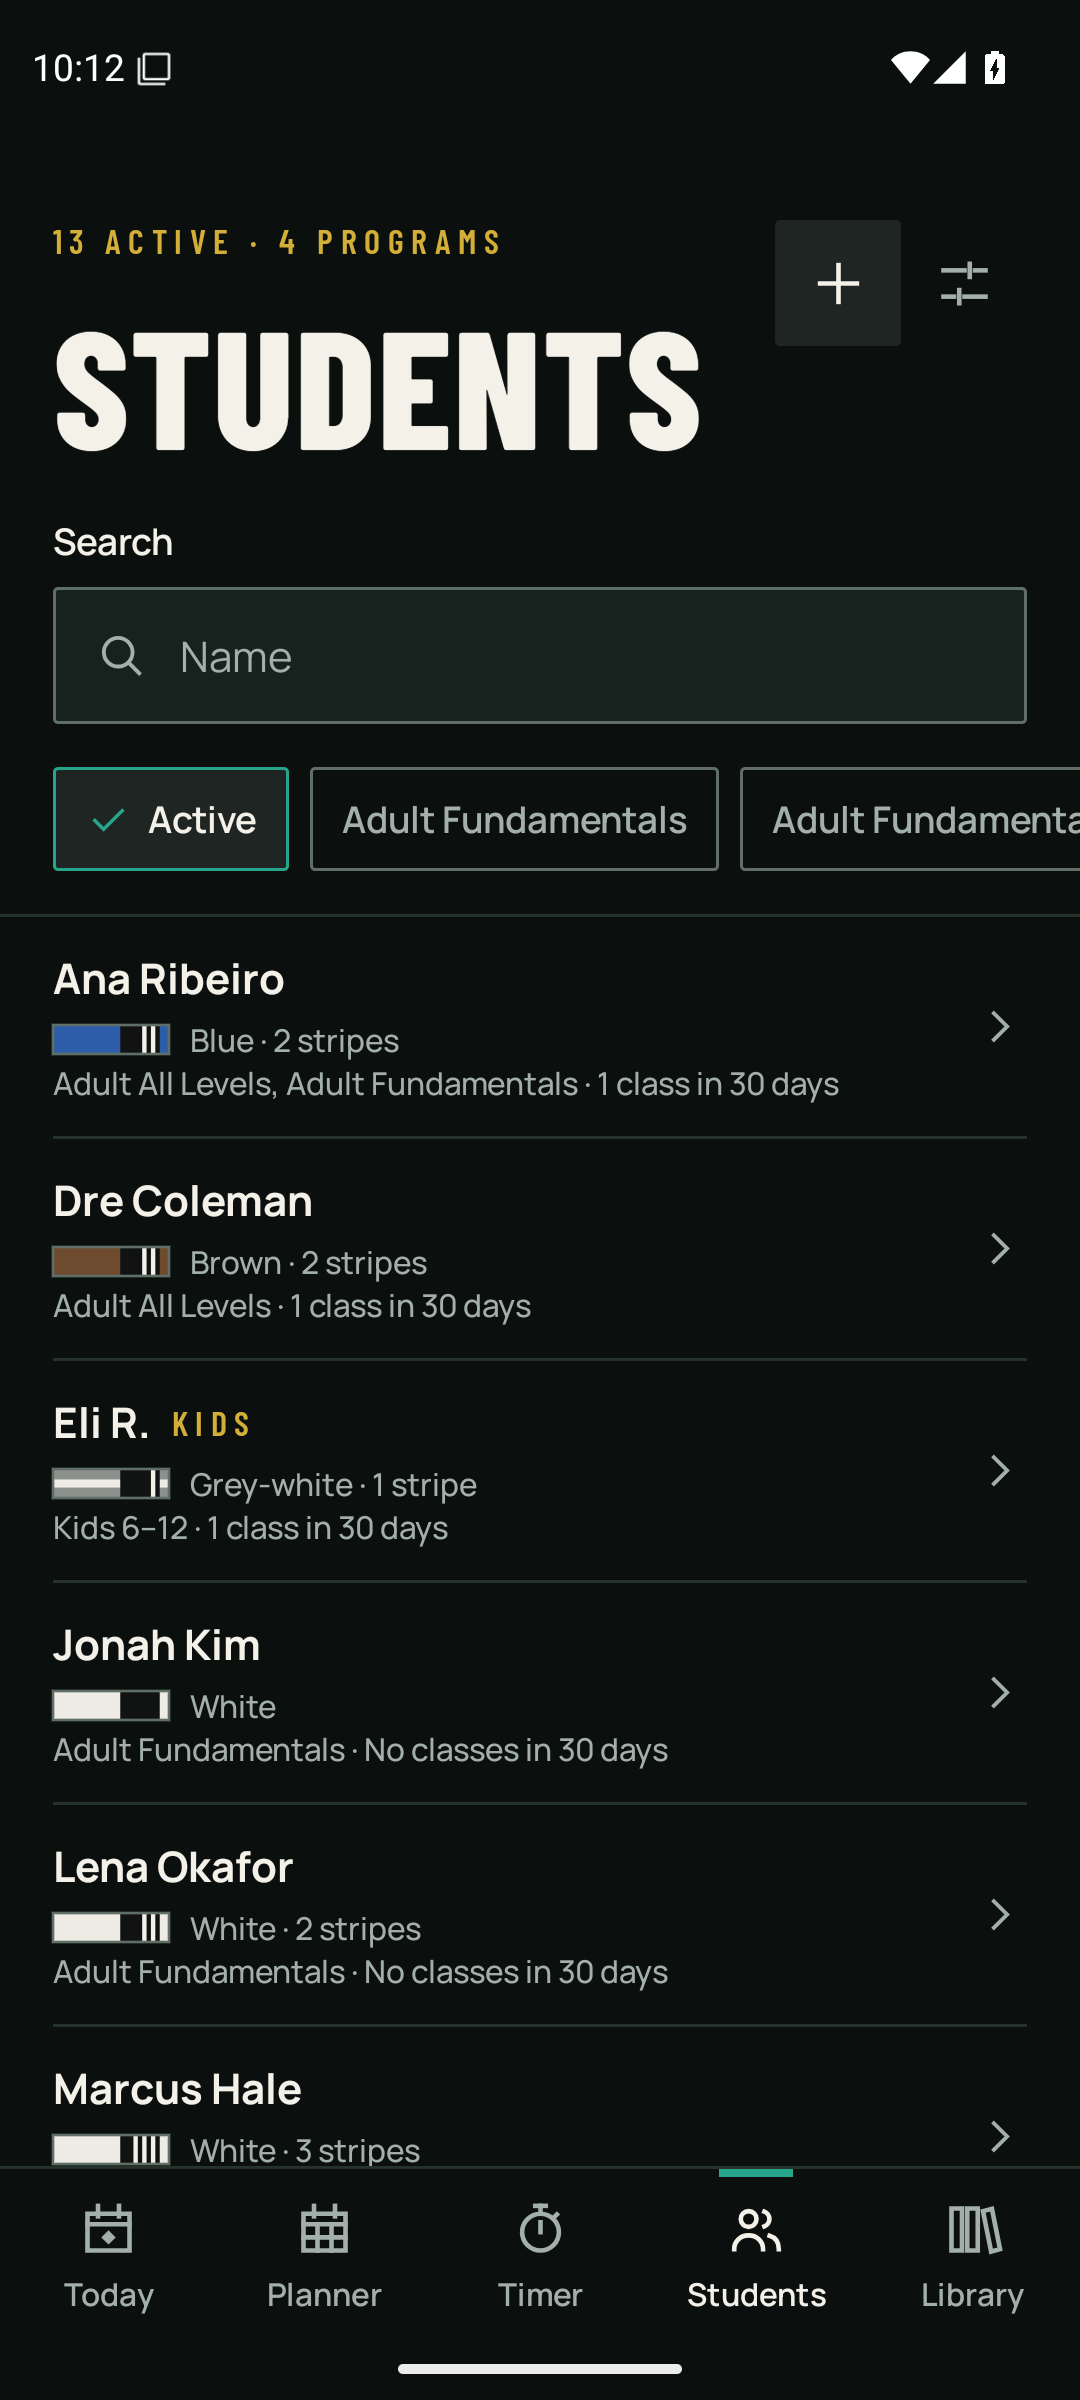 10:12
13 ACTIVE · 4 PROGRAMS
STUDENTS
Search
Name
Active
Adult Fundamentals
Adult Fundamenta
Ana Ribeiro
Blue · 2 stripes
Adult All Levels, Adult Fundamentals · 1 class in 30 days
Dre Coleman
Brown · 2 stripes
Adult All Levels · 1 class in 30 days
Eli R. KIDS
Grey-white · 1 stripe
Kids 6–12 · 1 class in 30 days
Jonah Kim
White
Adult Fundamentals · No classes in 30 days
Lena Okafor
White · 2 stripes
Adult Fundamentals · No classes in 30 days
Marcus Hale
White · 3 stripes
Today
Planner
Timer
Students
Library